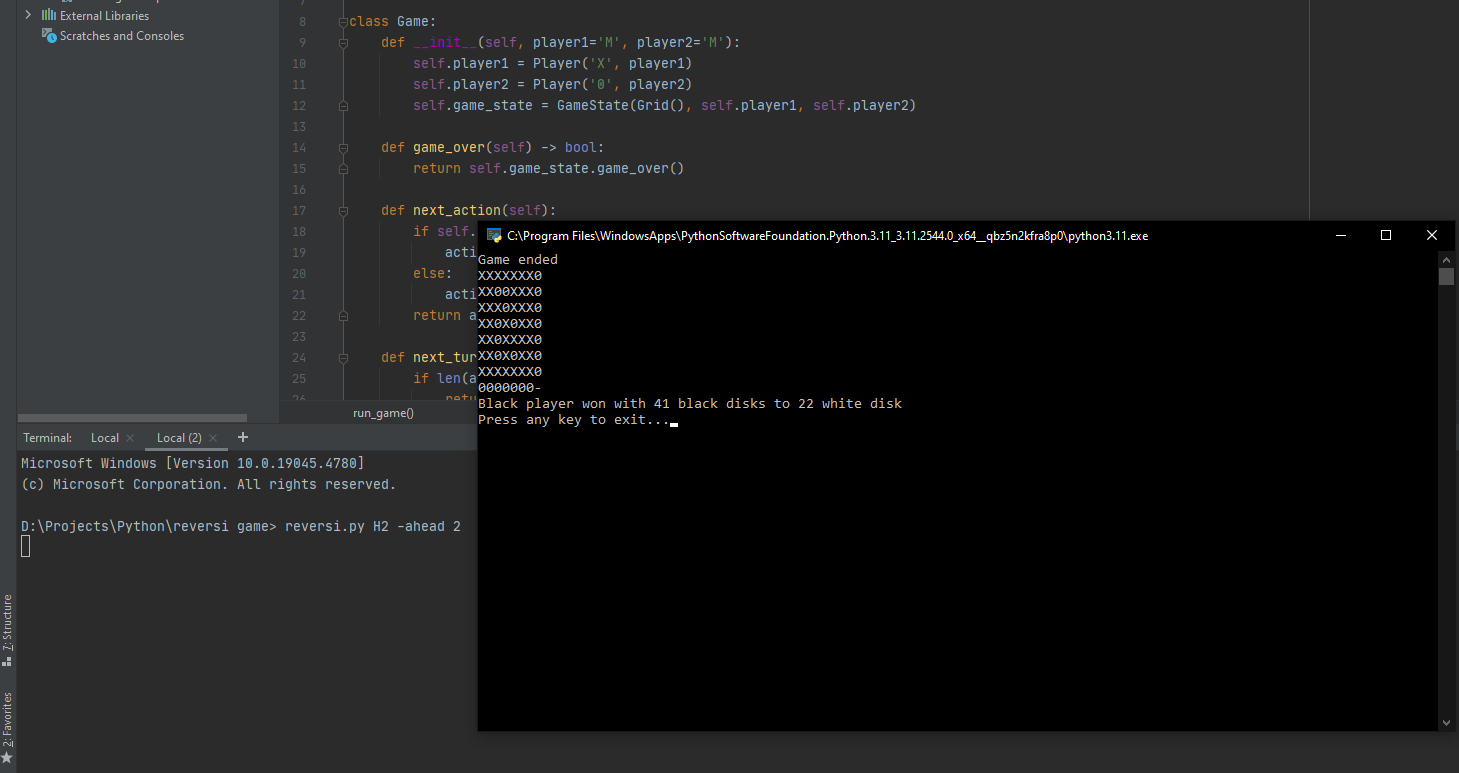 External Libraries
Scratches and Consoles
7
8
class Game:
9
def __init__(self, player1='M', player2='M'):
10
self.player1 = Player('X', player1)
11
self.player2 = Player('0', player2)
12
self.game_state = GameState(Grid(), self.player1, self.player2)
13
14
def game_over(self) -> bool:
15
return self.game_state.game_over()
16
17
def next_action(self):
18
if self.
19
acti
20
else:
21
acti
22
return a
23
24
def next_tur
25
if len(a
26
retu
run_game()
C:\Program Files\WindowsApps\PythonSoftwareFoundation.Python.3.11_3.11.2544.0_x64__qbz5n2kfra8p0\python3.11.exe
Game ended
XXXXXXX0
XX00XXX0
XXX0XXX0
XX0X0XX0
XX0XXXX0
XX0X0XX0
XXXXXXX0
0000000-
Black player won with 41 black disks to 22 white disk
Press any key to exit...
Terminal:
Local
Local (2)
Microsoft Windows [Version 10.0.19045.4780]
(c) Microsoft Corporation. All rights reserved.
D:\Projects\Python\reversi game> reversi.py H2 -ahead 2
7: Structure
2: Favorites